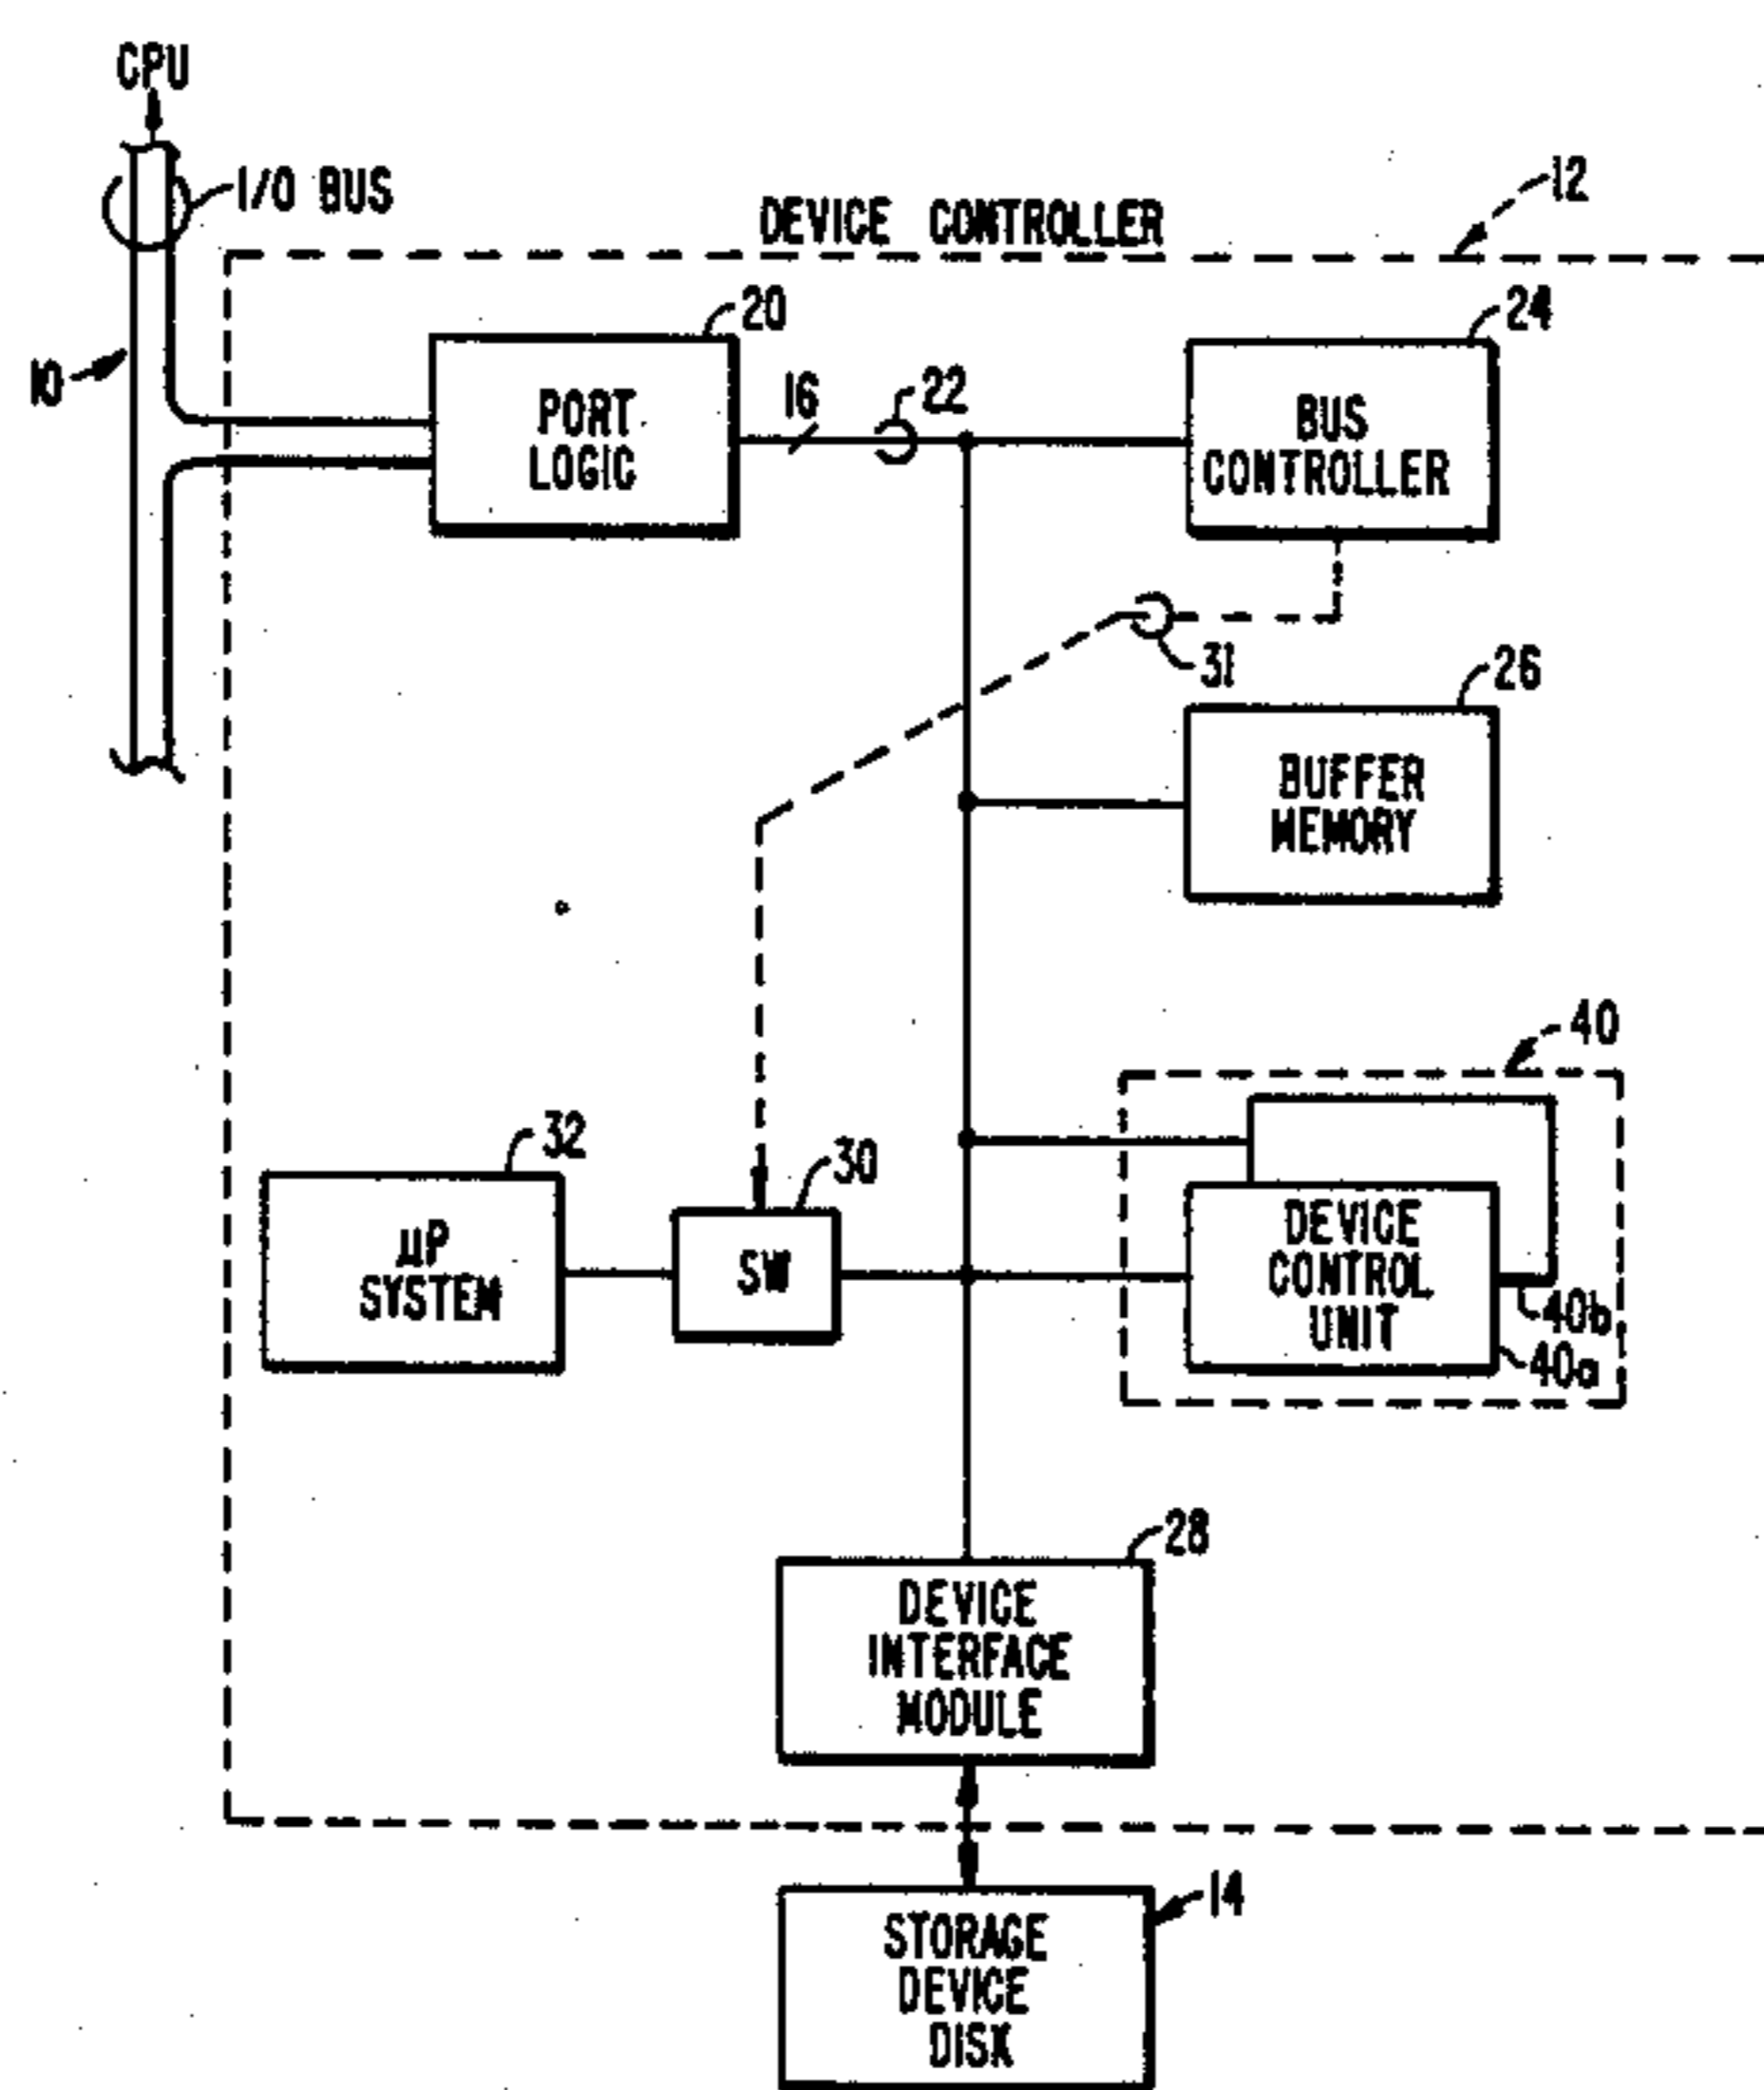 CPU
I/O BUS
12
DEVICE CONTROLLER
20
24
10
PORT
LOGIC
16
22
BUS
CONTROLLER
31
26
BUFFER
MEMORY
40
32
30
µP
SYSTEM
SW
DEVICE
CONTROL
UNIT
40b
40a
28
DEVICE
INTERFACE
MODULE
14
STORAGE
DEVICE
DISK